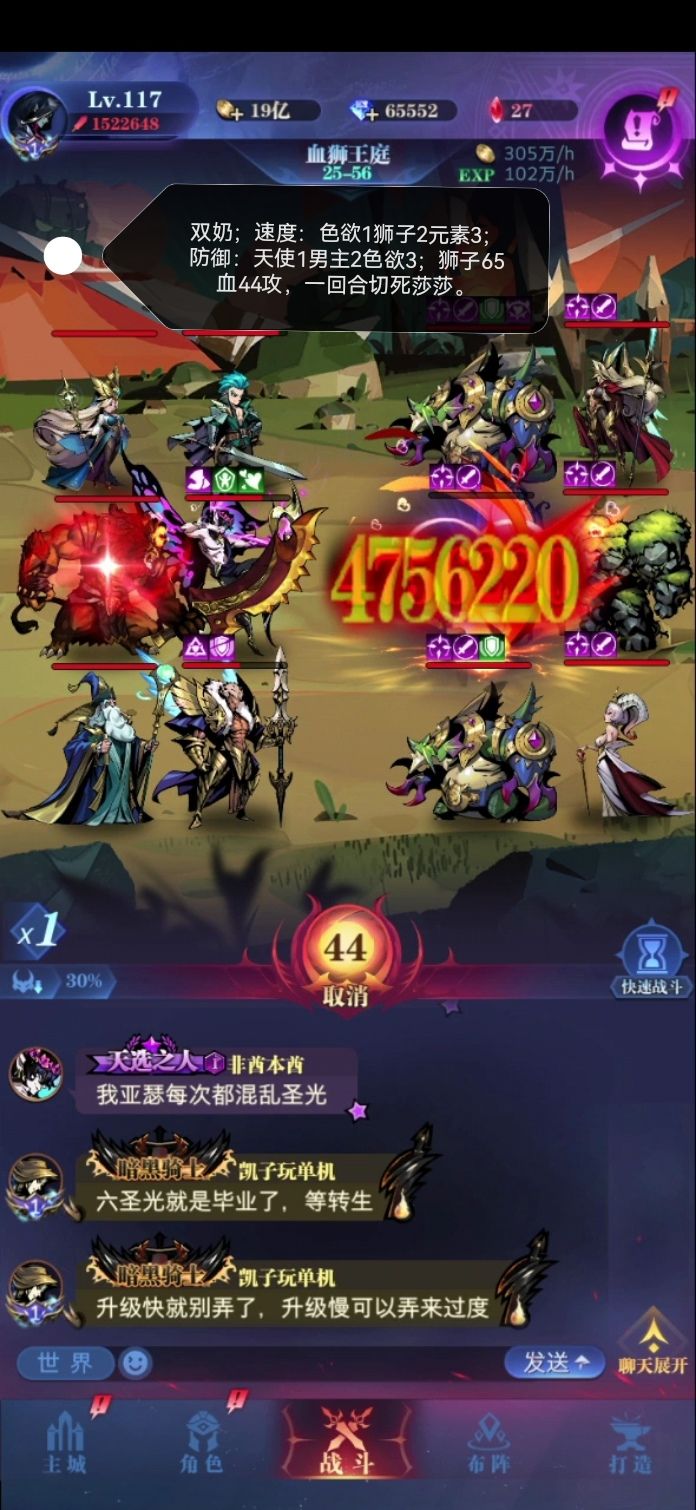 Lv.117
1522648
1
19亿
65552
27
血狮王庭
25-56
305万/h
EXP 102万/h
双奶；速度：色欲1狮子2元素3；
防御：天使1男主2色欲3；狮子65
血44攻，一回合切死莎莎。
4756220
x1
44
取消
30%
快速战斗
天选之人 I 非酋本酋
我亚瑟每次都混乱圣光
暗黑骑士 凯子玩单机
1
六圣光就是毕业了，等转生
暗黑骑士 凯子玩单机
1
升级快就别弄了，升级慢可以弄来过度
世界
发送
聊天展开
主城
角色
战斗
布阵
打造